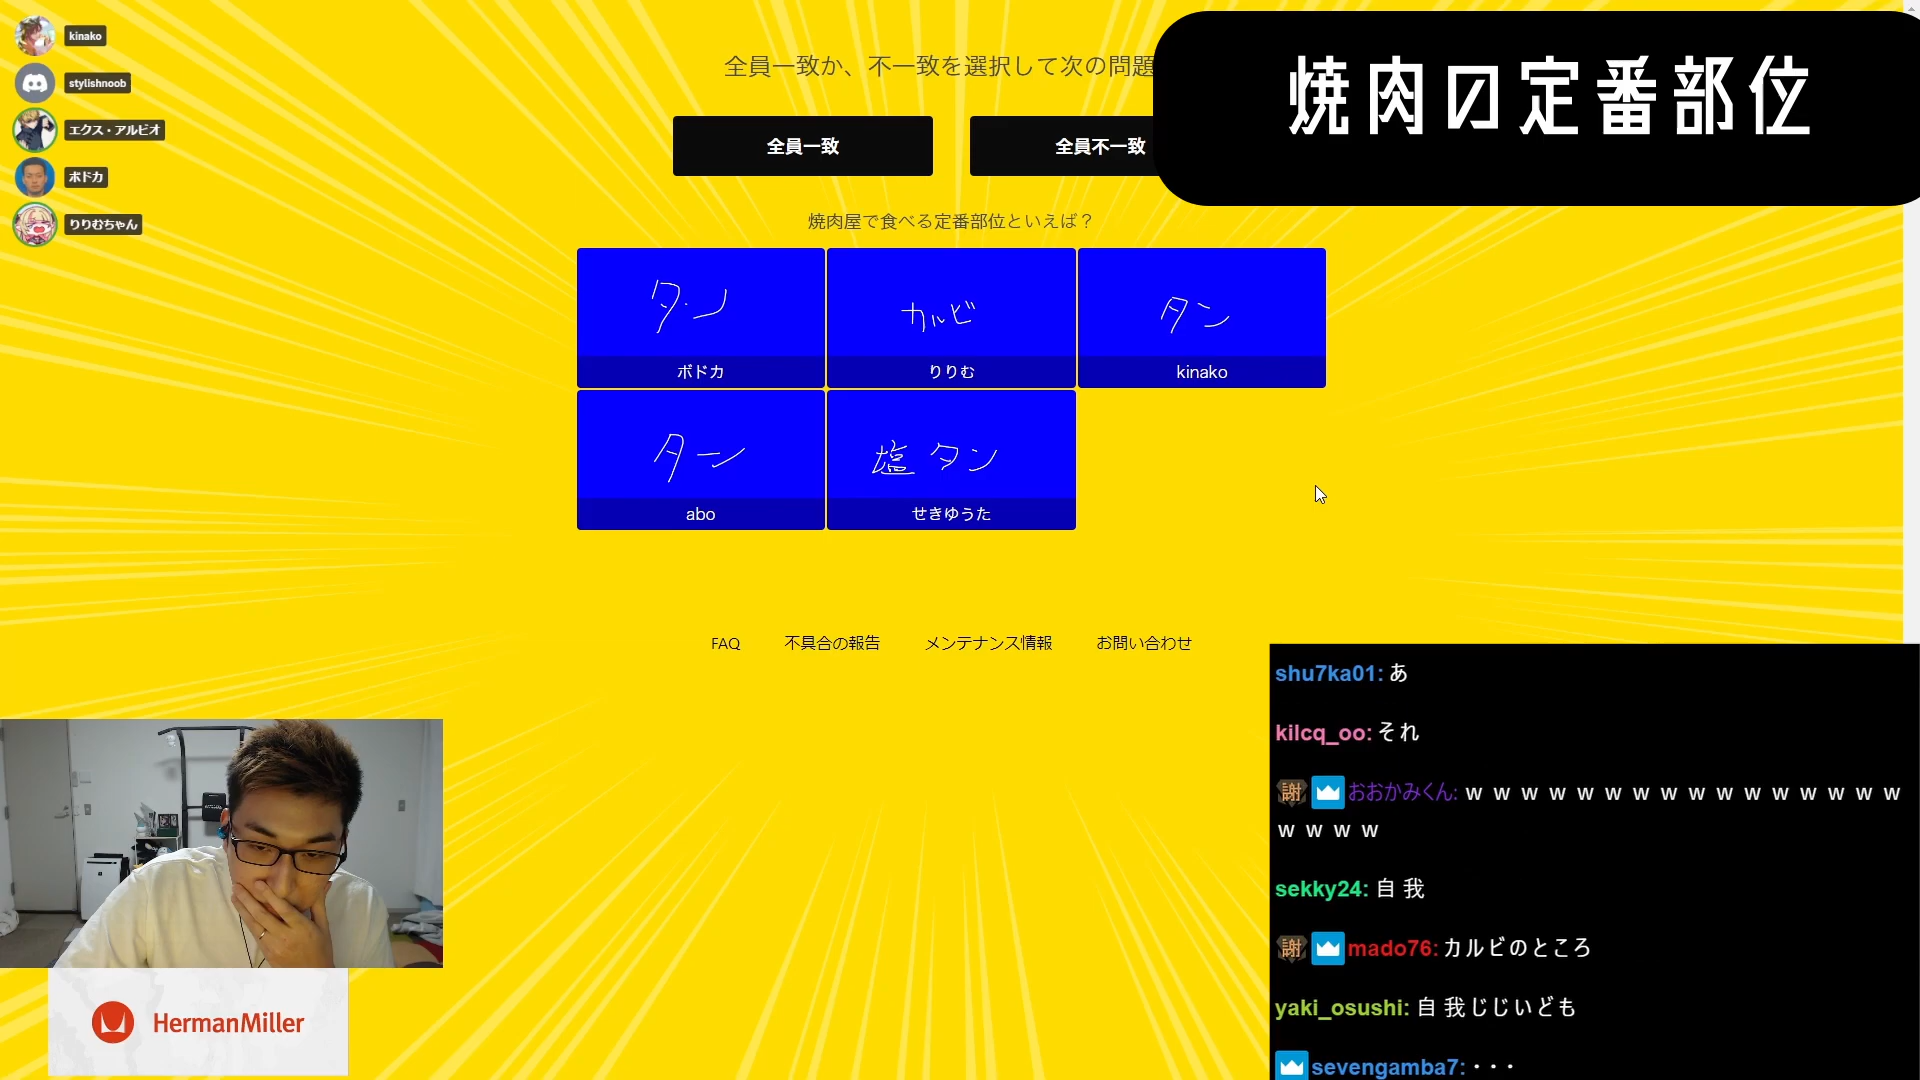 kinako
stylishnoob
エクス・アルビオ
ボドカ
りりむちゃん
全員一致か、不一致を選択して次の問題
焼肉の定番部位
全員一致
全員不一致
焼肉屋で食べる定番部位といえば？
タン
カルビ
タン
ボドカ
りりむ
kinako
タン
塩タン
abo
せきゆうた
FAQ
不具合の報告
メンテナンス情報
お問い合わせ
shu7ka01: あ
kilcq_oo: それ
謝 おおかみくん: w w w w w w w w w w w w w w w w
w w w w
sekky24: 自 我
謝 mado76: カルビのところ
yaki_osushi: 自 我じじいども
sevengamba7: ・・・
HermanMiller